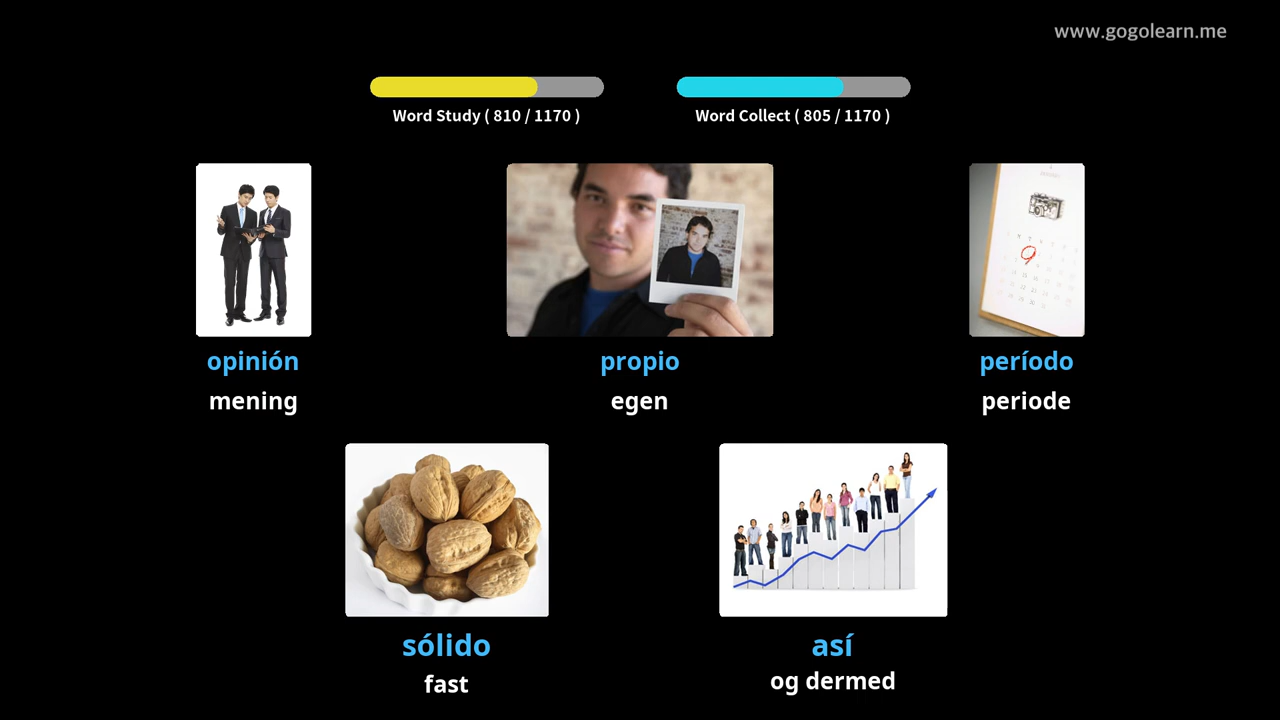 www.gogolearn.me
Word Study ( 810 / 1170 )
Word Collect ( 805 / 1170 )
opinión
propio
período
mening
egen
periode
sólido
así
fast
og dermed